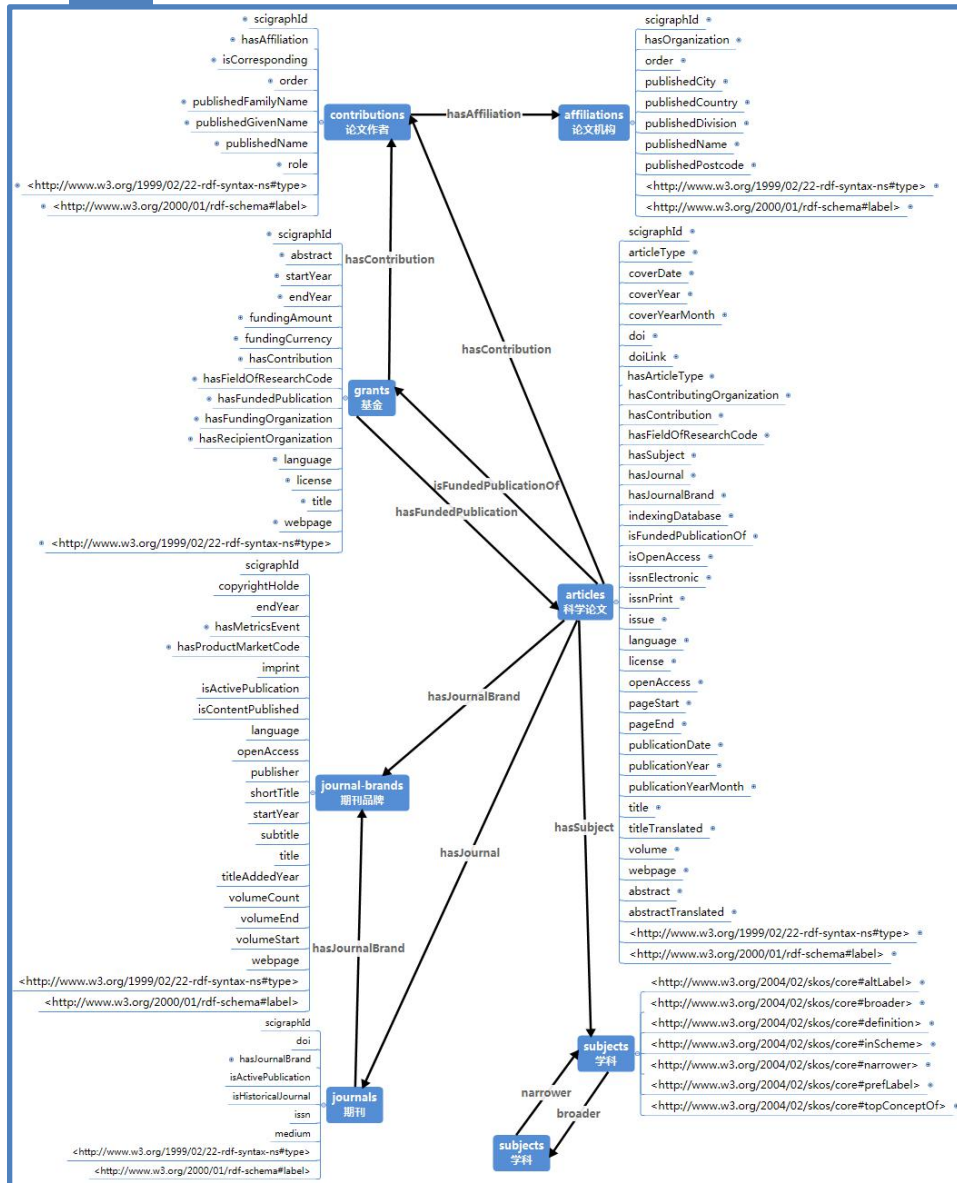 scigraphId
hasAffiliation
isCorresponding
order
publishedFamilyName
publishedGivenName
publishedName
role
<http://www.w3.org/1999/02/22-rdf-syntax-ns#type>
<http://www.w3.org/2000/01/rdf-schema#label>
contributions
论文作者
hasAffiliation
affiliations
论文机构
scigraphId
hasOrganization
order
publishedCity
publishedCountry
publishedDivision
publishedName
publishedPostcode
<http://www.w3.org/1999/02/22-rdf-syntax-ns#type>
<http://www.w3.org/2000/01/rdf-schema#label>
scigraphId
abstract
startYear
endYear
fundingAmount
fundingCurrency
hasContribution
hasFieldOfResearchCode
hasFundedPublication
hasFundingOrganization
hasRecipientOrganization
language
license
title
webpage
<http://www.w3.org/1999/02/22-rdf-syntax-ns#type>
hasContribution
grants
基金
hasContribution
isFundedPublicationOf
hasFundedPublication
articles
科学论文
scigraphId
articleType
coverDate
coverYear
coverYearMonth
doi
doiLink
hasArticleType
hasContributingOrganization
hasContribution
hasFieldOfResearchCode
hasSubject
hasJournal
hasJournalBrand
indexingDatabase
isFundedPublicationOf
isOpenAccess
issnElectronic
issnPrint
issue
language
license
openAccess
pageStart
pageEnd
publicationDate
publicationYear
publicationYearMonth
title
titleTranslated
volume
webpage
abstract
abstractTranslated
<http://www.w3.org/1999/02/22-rdf-syntax-ns#type>
<http://www.w3.org/2000/01/rdf-schema#label>
scigraphId
copyrightHolde
endYear
hasMetricsEvent
hasProductMarketCode
imprint
isActivePublication
isContentPublished
language
openAccess
publisher
shortTitle
startYear
subtitle
title
titleAddedYear
volumeCount
volumeEnd
volumeStart
webpage
<http://www.w3.org/1999/02/22-rdf-syntax-ns#type>
<http://www.w3.org/2000/01/rdf-schema#label>
journal-brands
期刊品牌
hasJournalBrand
hasJournal
hasSubject
hasJournalBrand
scigraphId
doi
hasJournalBrand
isActivePublication
isHistoricalJournal
issn
medium
<http://www.w3.org/1999/02/22-rdf-syntax-ns#type>
<http://www.w3.org/2000/01/rdf-schema#label>
journals
期刊
subjects
学科
<http://www.w3.org/2004/02/skos/core#altLabel>
<http://www.w3.org/2004/02/skos/core#broader>
<http://www.w3.org/2004/02/skos/core#definition>
<http://www.w3.org/2004/02/skos/core#inScheme>
<http://www.w3.org/2004/02/skos/core#narrower>
<http://www.w3.org/2004/02/skos/core#prefLabel>
<http://www.w3.org/2004/02/skos/core#topConceptOf>
narrower
broader
subjects
学科